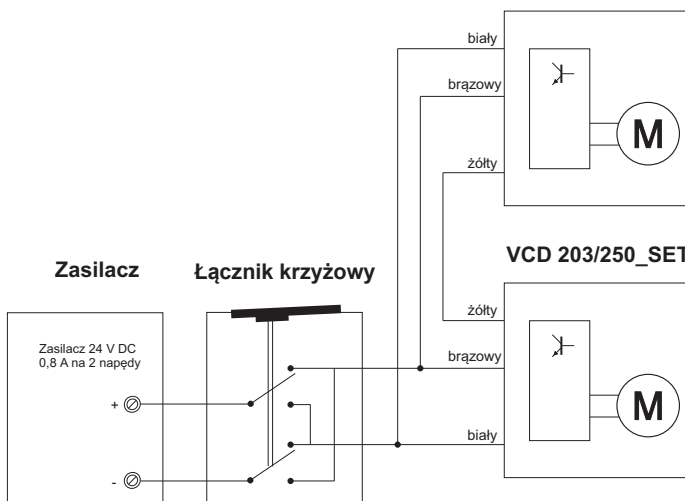 biały
brązowy
M
żółty
VCD 203/250_SET
Zasilacz
Łącznik krzyżowy
żółty
Zasilacz 24 V DC
0,8 A na 2 napędy
brązowy
+
M
biały
-